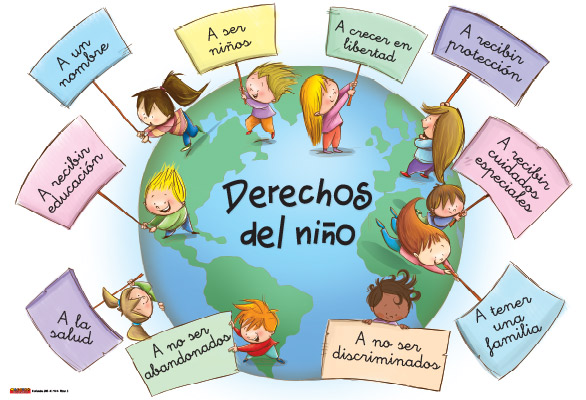 A un
nombre
A ser
niños
A crecer en
libertad
A recibir
protección
A recibir
educación
Derechos
del niño
A recibir
cuidados
especiales
A la
salud
A no ser
abandonados
A no ser
discriminados
A tener
una
familia